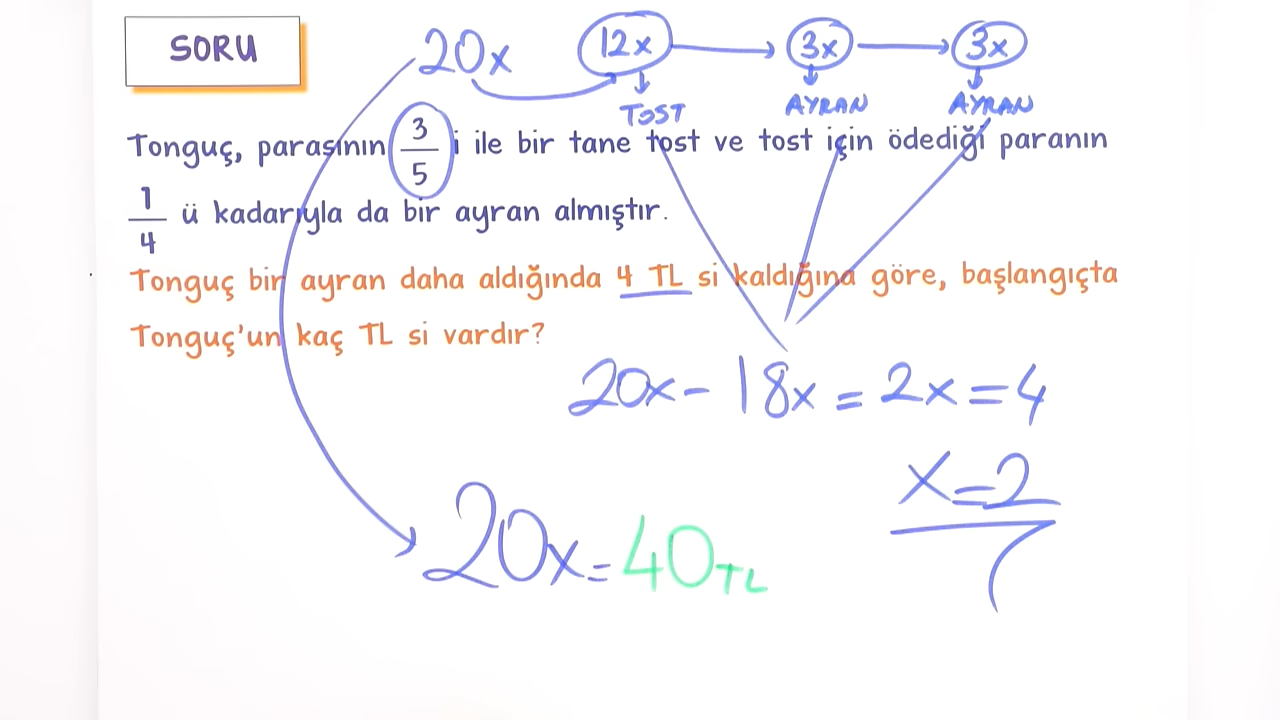 SORU
20x 12x 3x 3x
TOST AYRAN AYRAN
Tonguç, parasının 3/5 i ile bir tane tost ve tost için ödediği paranın
1/4 ü kadarıyla da bir ayran almıştır.
Tonguç bir ayran daha aldığında 4 TL si kaldığına göre, başlangıçta
Tonguç'un kaç TL si vardır?
20x - 18x = 2x = 4
x = 2
20x = 40 TL